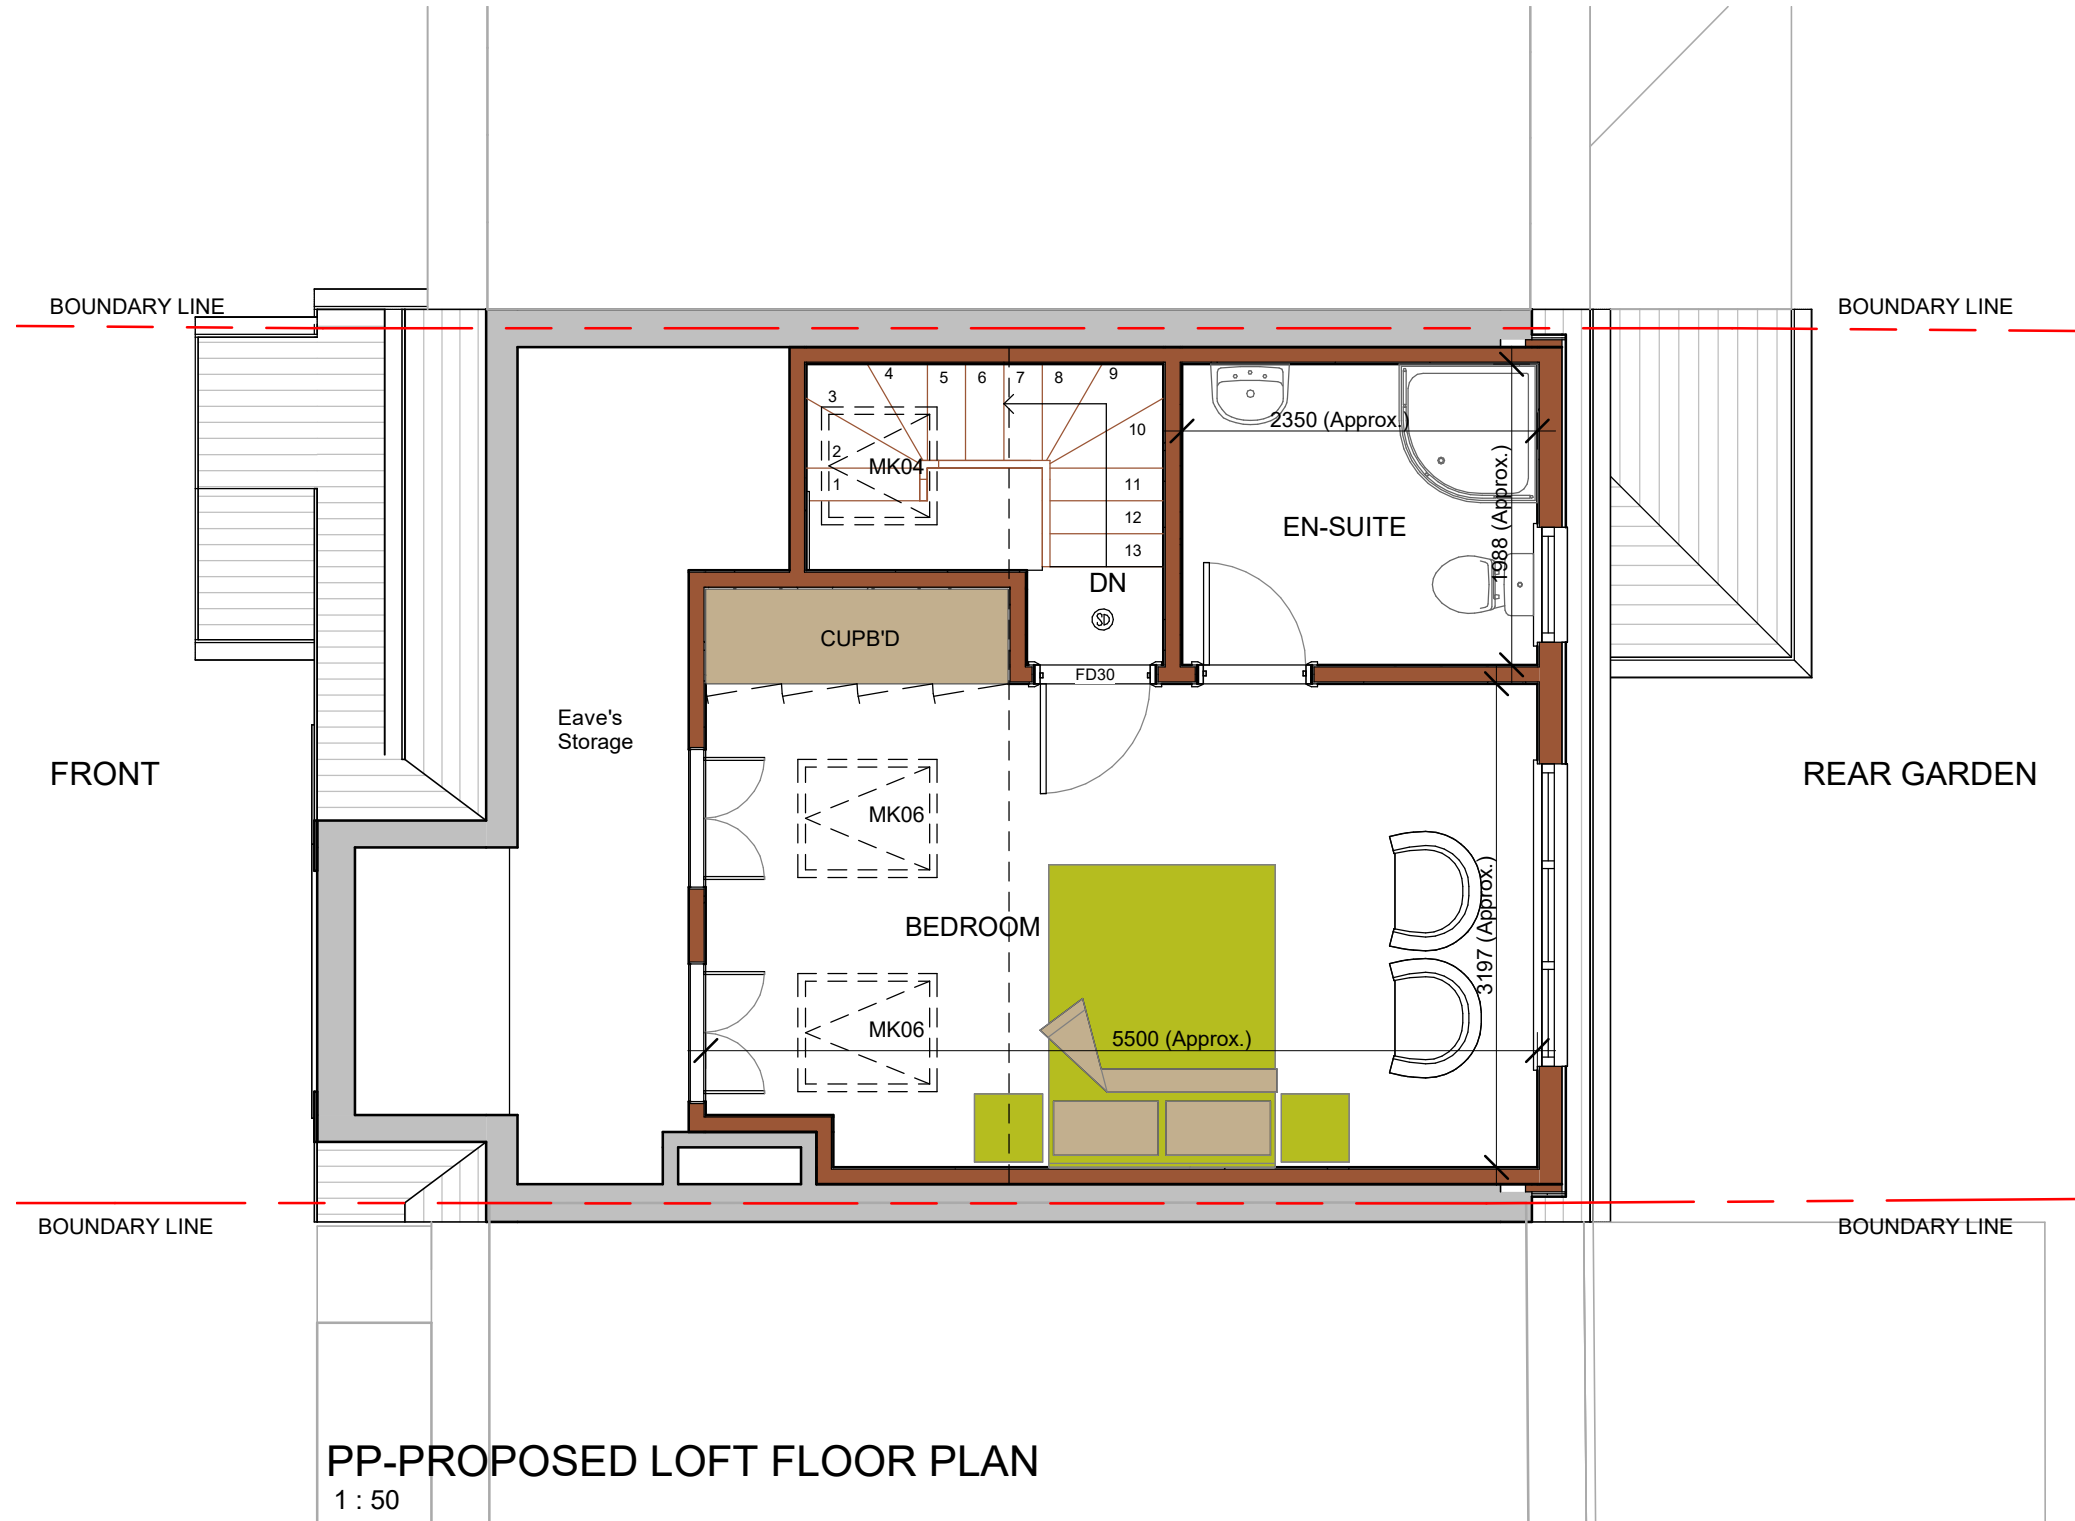 BOUNDARY LINE
BOUNDARY LINE
4
5
6
7
8
9
3
10
2
MK04
1
11
12
13
2350 (Approx.)
1988 (Approx.)
EN-SUITE
DN
SD
CUPB'D
FD30
Eave's
Storage
FRONT
REAR GARDEN
MK06
BEDROOM
3197 (Approx.)
MK06
5500 (Approx.)
BOUNDARY LINE
BOUNDARY LINE
PP-PROPOSED LOFT FLOOR PLAN
1 : 50